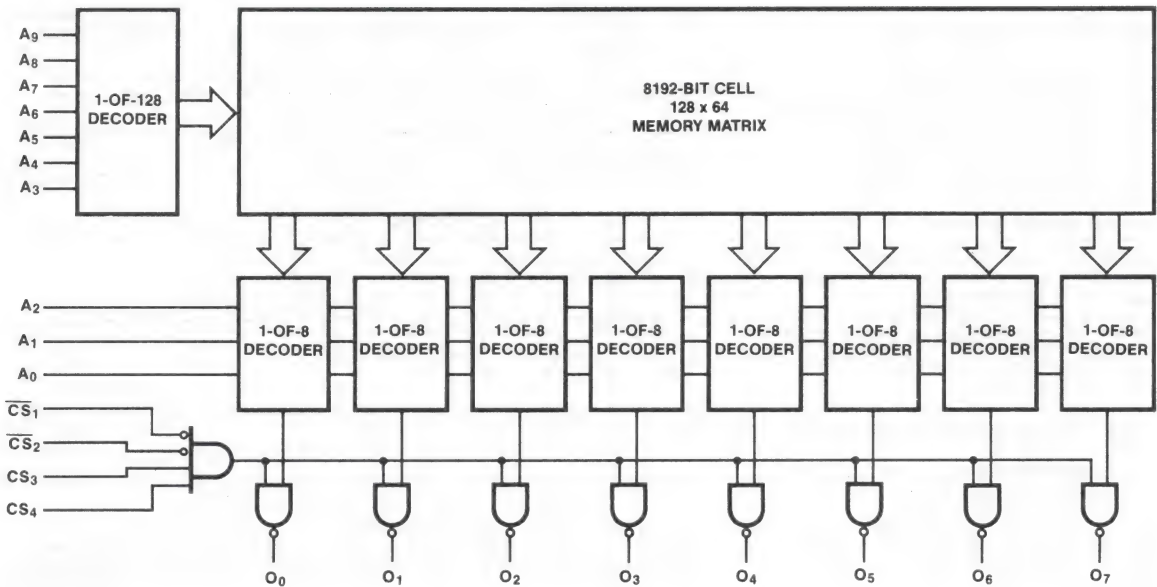 A9
A8
A7
A6
A5
A4
A3
1-OF-128
DECODER
8192-BIT CELL
128 x 64
MEMORY MATRIX
A2
A1
A0
1-OF-8
DECODER
1-OF-8
DECODER
1-OF-8
DECODER
1-OF-8
DECODER
1-OF-8
DECODER
1-OF-8
DECODER
1-OF-8
DECODER
1-OF-8
DECODER
C̅S̅1
C̅S̅2
CS3
CS4
O0
O1
O2
O3
O4
O5
O6
O7